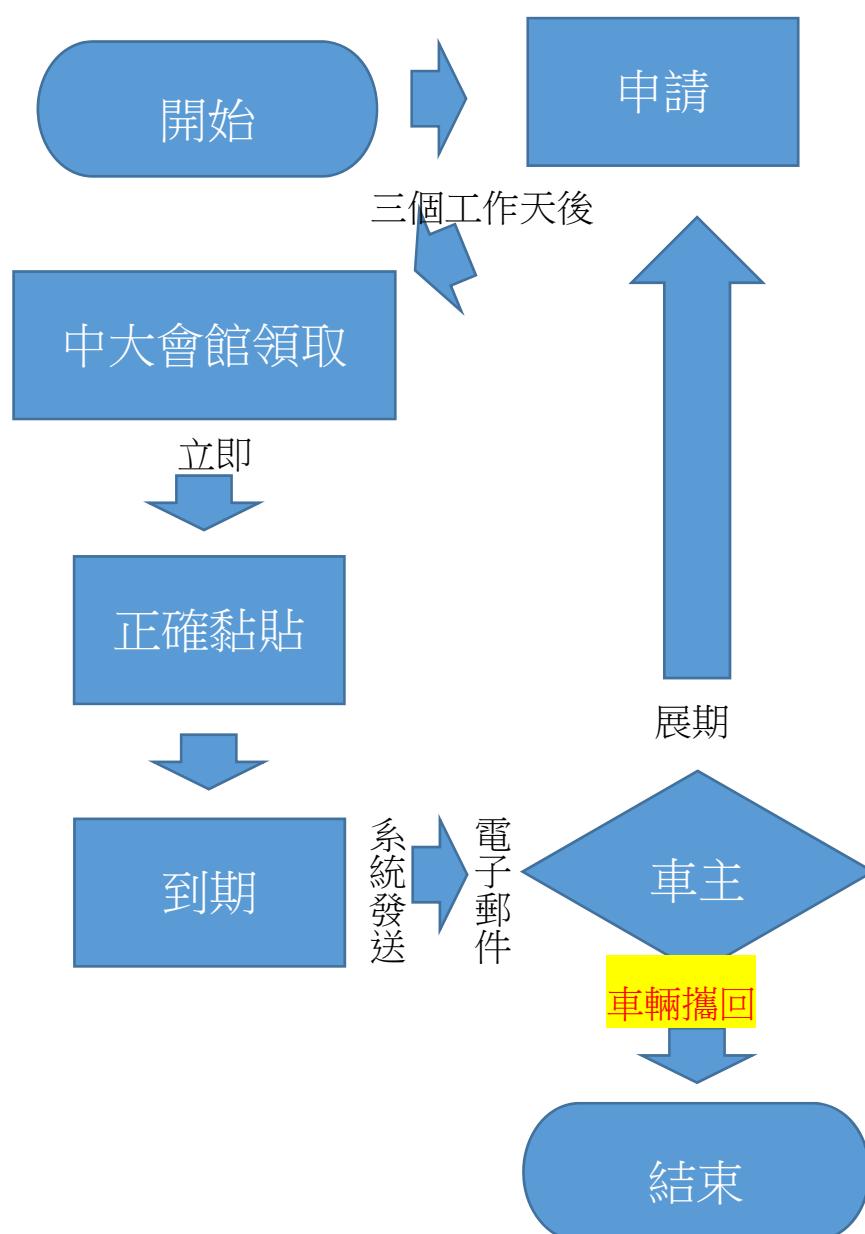 開始
申請
三個工作天後
中大會館領取
立即
正確黏貼
展期
到期
系統發送
電子郵件
車主
車輛攜回
結束